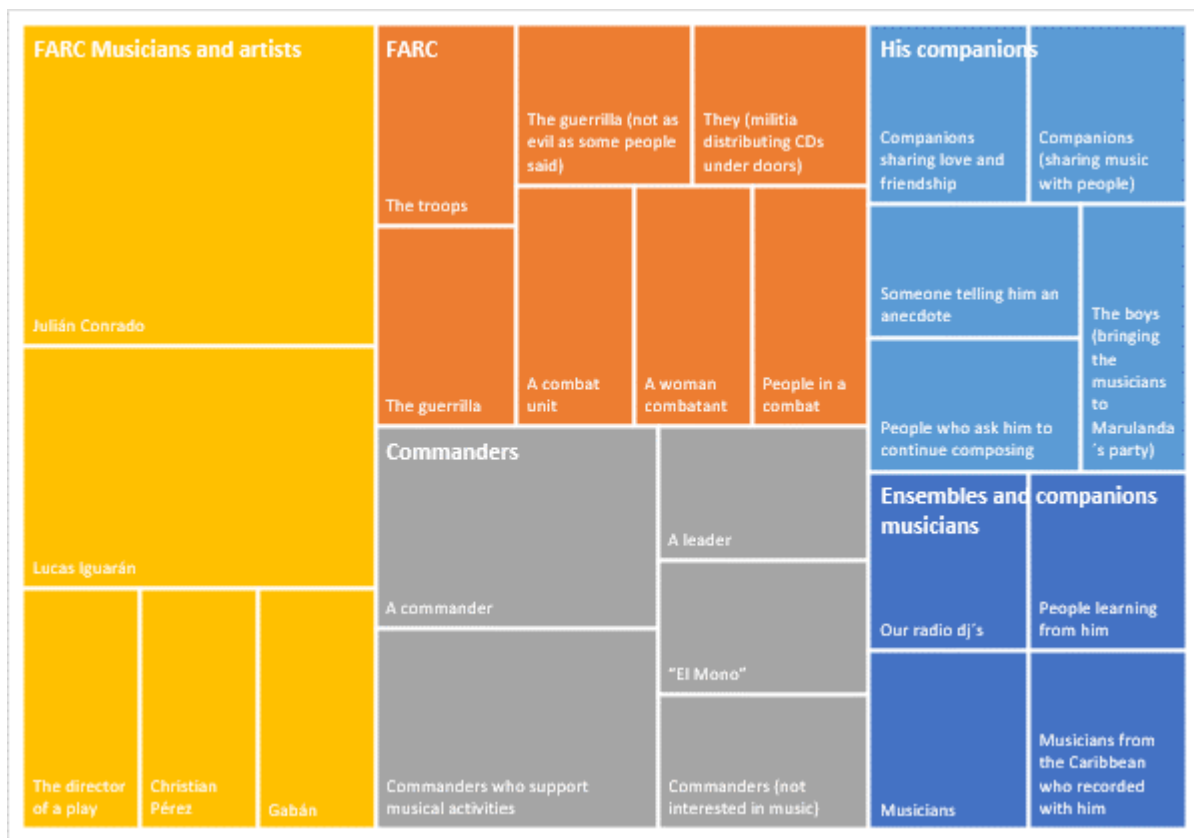 FARC Musicians and artists
Julián Conrado
Lucas Iguarán
The director
of a play
Christian
Pérez
Gabán
FARC
The troops
The guerrilla (not as
evil as some people
said)
They (militia
distributing CDs
under doors)
The guerrilla
A combat
unit
A woman
combatant
People in a
combat
Commanders
A commander
A leader
"El Mono"
Commanders who support
musical activities
Commanders (not
interested in music)
His companions
Companions
sharing love and
friendship
Companions
(sharing music
with people)
Someone telling him an
anecdote
People who ask him to
continue composing
The boys
(bringing
the
musicians
to
Marulanda
´s party)
Ensembles and companions
musicians
Our radio dj´s
People learning
from him
Musicians
Musicians from
the Caribbean
who recorded
with him